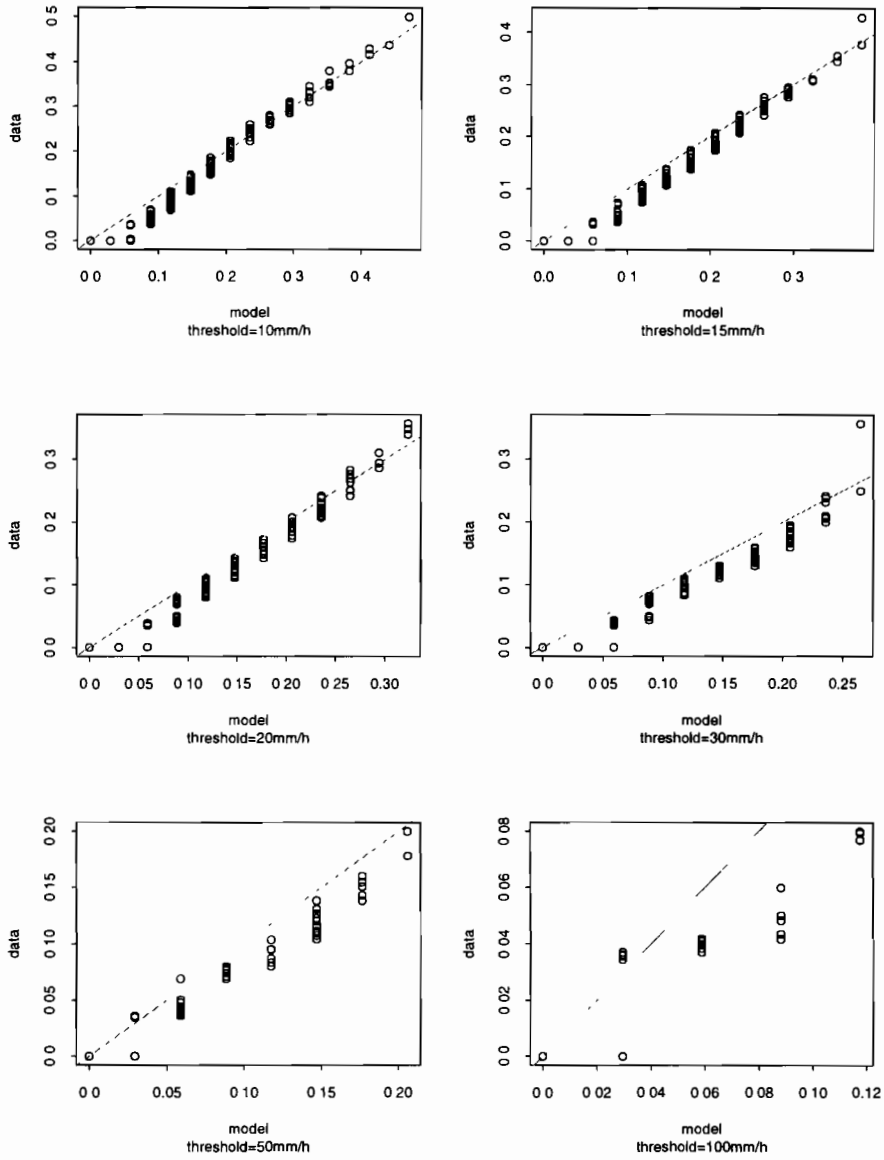 data
0 5
0.4
0.3
0.2
0.1
0.0
0 0 0 1 0 2 0 3 0 4
model
threshold=10mm/h
data
0 4
0.3
0.2
0 1
0.0
0.0 0 1 0 2 0 3
model
threshold=15mm/h
data
0 3
0 2
0 1
0 0
0 0 0 05 0 10 0 15 0 20 0 25 0.30
model
threshold=20mm/h
data
0 3
0 2
0 1
0 0
0 0 0 05 0.10 0 15 0.20 0.25
model
threshold=30mm/h
data
0 20
0.15
0.10
0.05
0 0
0 0 0.05 0 10 0.15 0 20
model
threshold=50mm/h
data
0 08
0.06
0.04
0.02
0.0
0.0 0 02 0 04 0 06 0 08 0 10 0.12
model
threshold=100mm/h